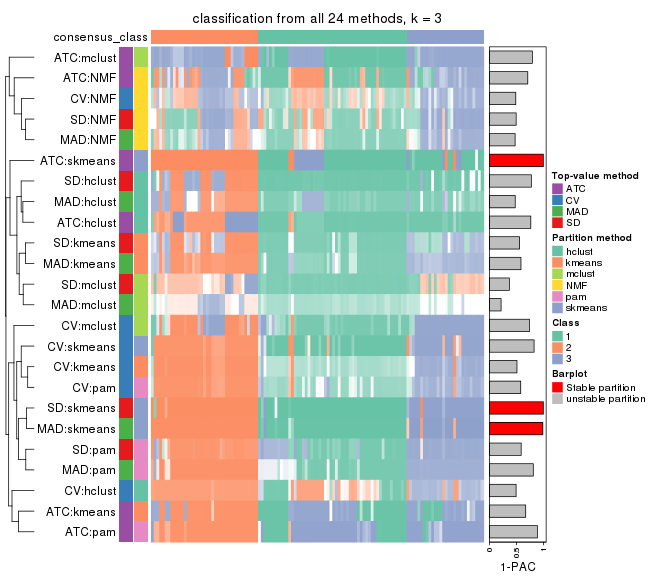 classification from all 24 methods, k = 3
consensus_class
ATC:mclust
ATC:NMF
CV:NMF
SD:NMF
MAD:NMF
ATC:skmeans
SD:hclust
MAD:hclust
ATC:hclust
SD:kmeans
MAD:kmeans
SD:mclust
MAD:mclust
CV:mclust
CV:skmeans
CV:kmeans
CV:pam
SD:skmeans
MAD:skmeans
SD:pam
MAD:pam
CV:hclust
ATC:kmeans
ATC:pam
0
0.5
1
1-PAC
Top-value method
ATC
CV
MAD
SD
Partition method
hclust
kmeans
mclust
NMF
pam
skmeans
Class
1
2
3
Barplot
Stable partition
unstable partition